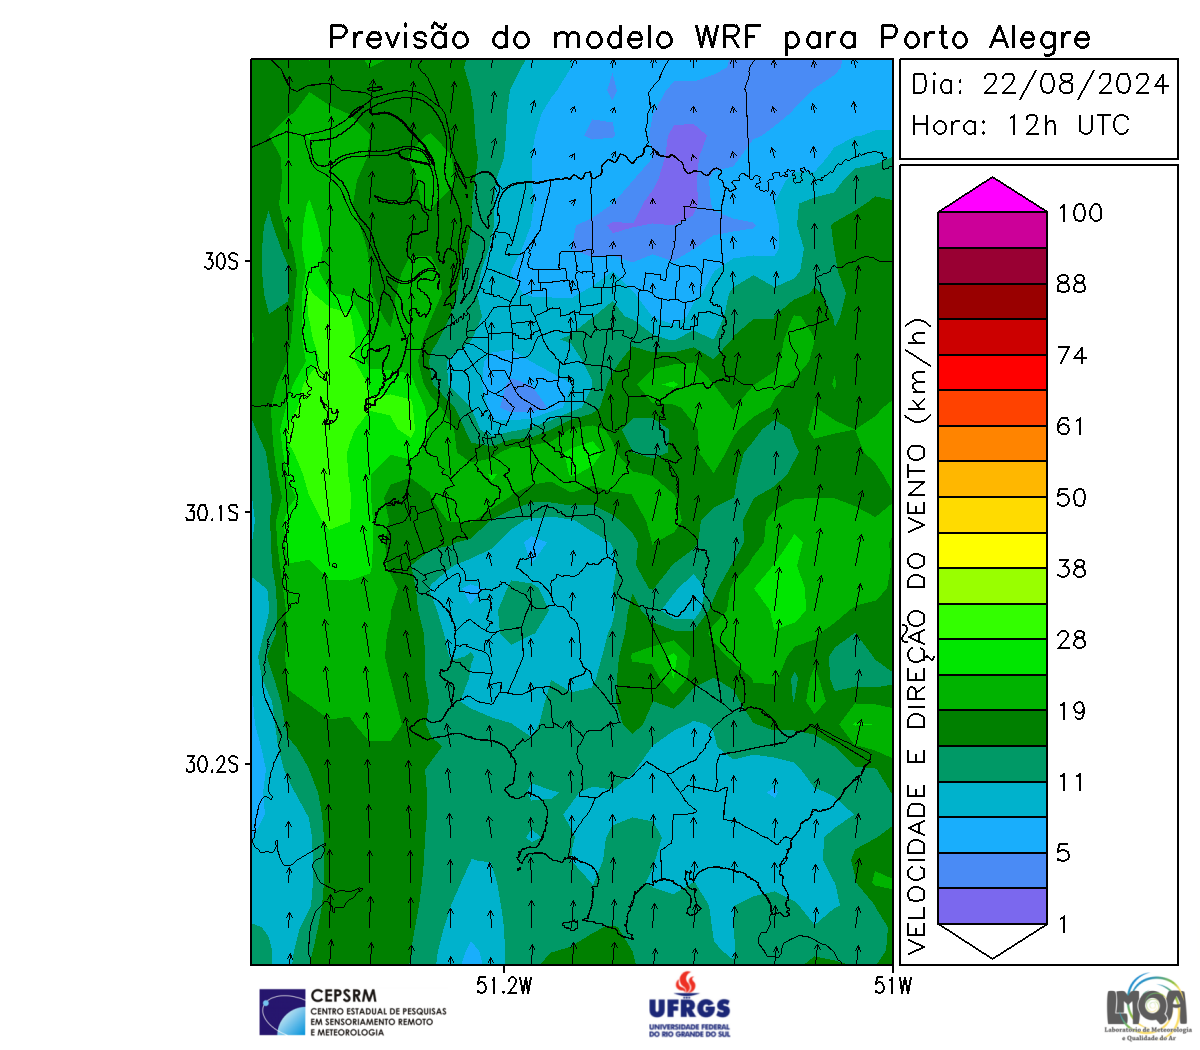 Previsão do modelo WRF para Porto Alegre
Dia: 22/08/2024
Hora: 12h UTC
30S
30.1S
30.2S
51.2W
51W
VELOCIDADE E DIREÇÃO DO VENTO (km/h)
100
88
74
61
50
38
28
19
11
5
1
CEPSRM
CENTRO ESTADUAL DE PESQUISAS
EM SENSORIAMENTO REMOTO
E METEOROLOGIA
UFRGS
UNIVERSIDADE FEDERAL
DO RIO GRANDE DO SUL
LMQA
Laboratório de Meteorologia
e Qualidade do Ar